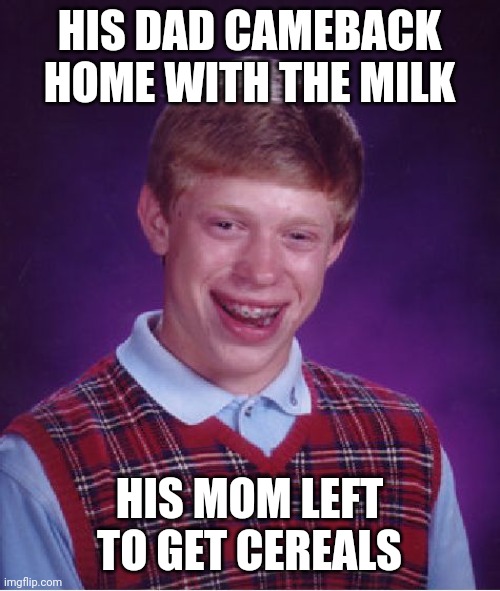 HIS DAD CAMEBACK
HOME WITH THE MILK
HIS MOM LEFT
TO GET CEREALS
imgflip.com